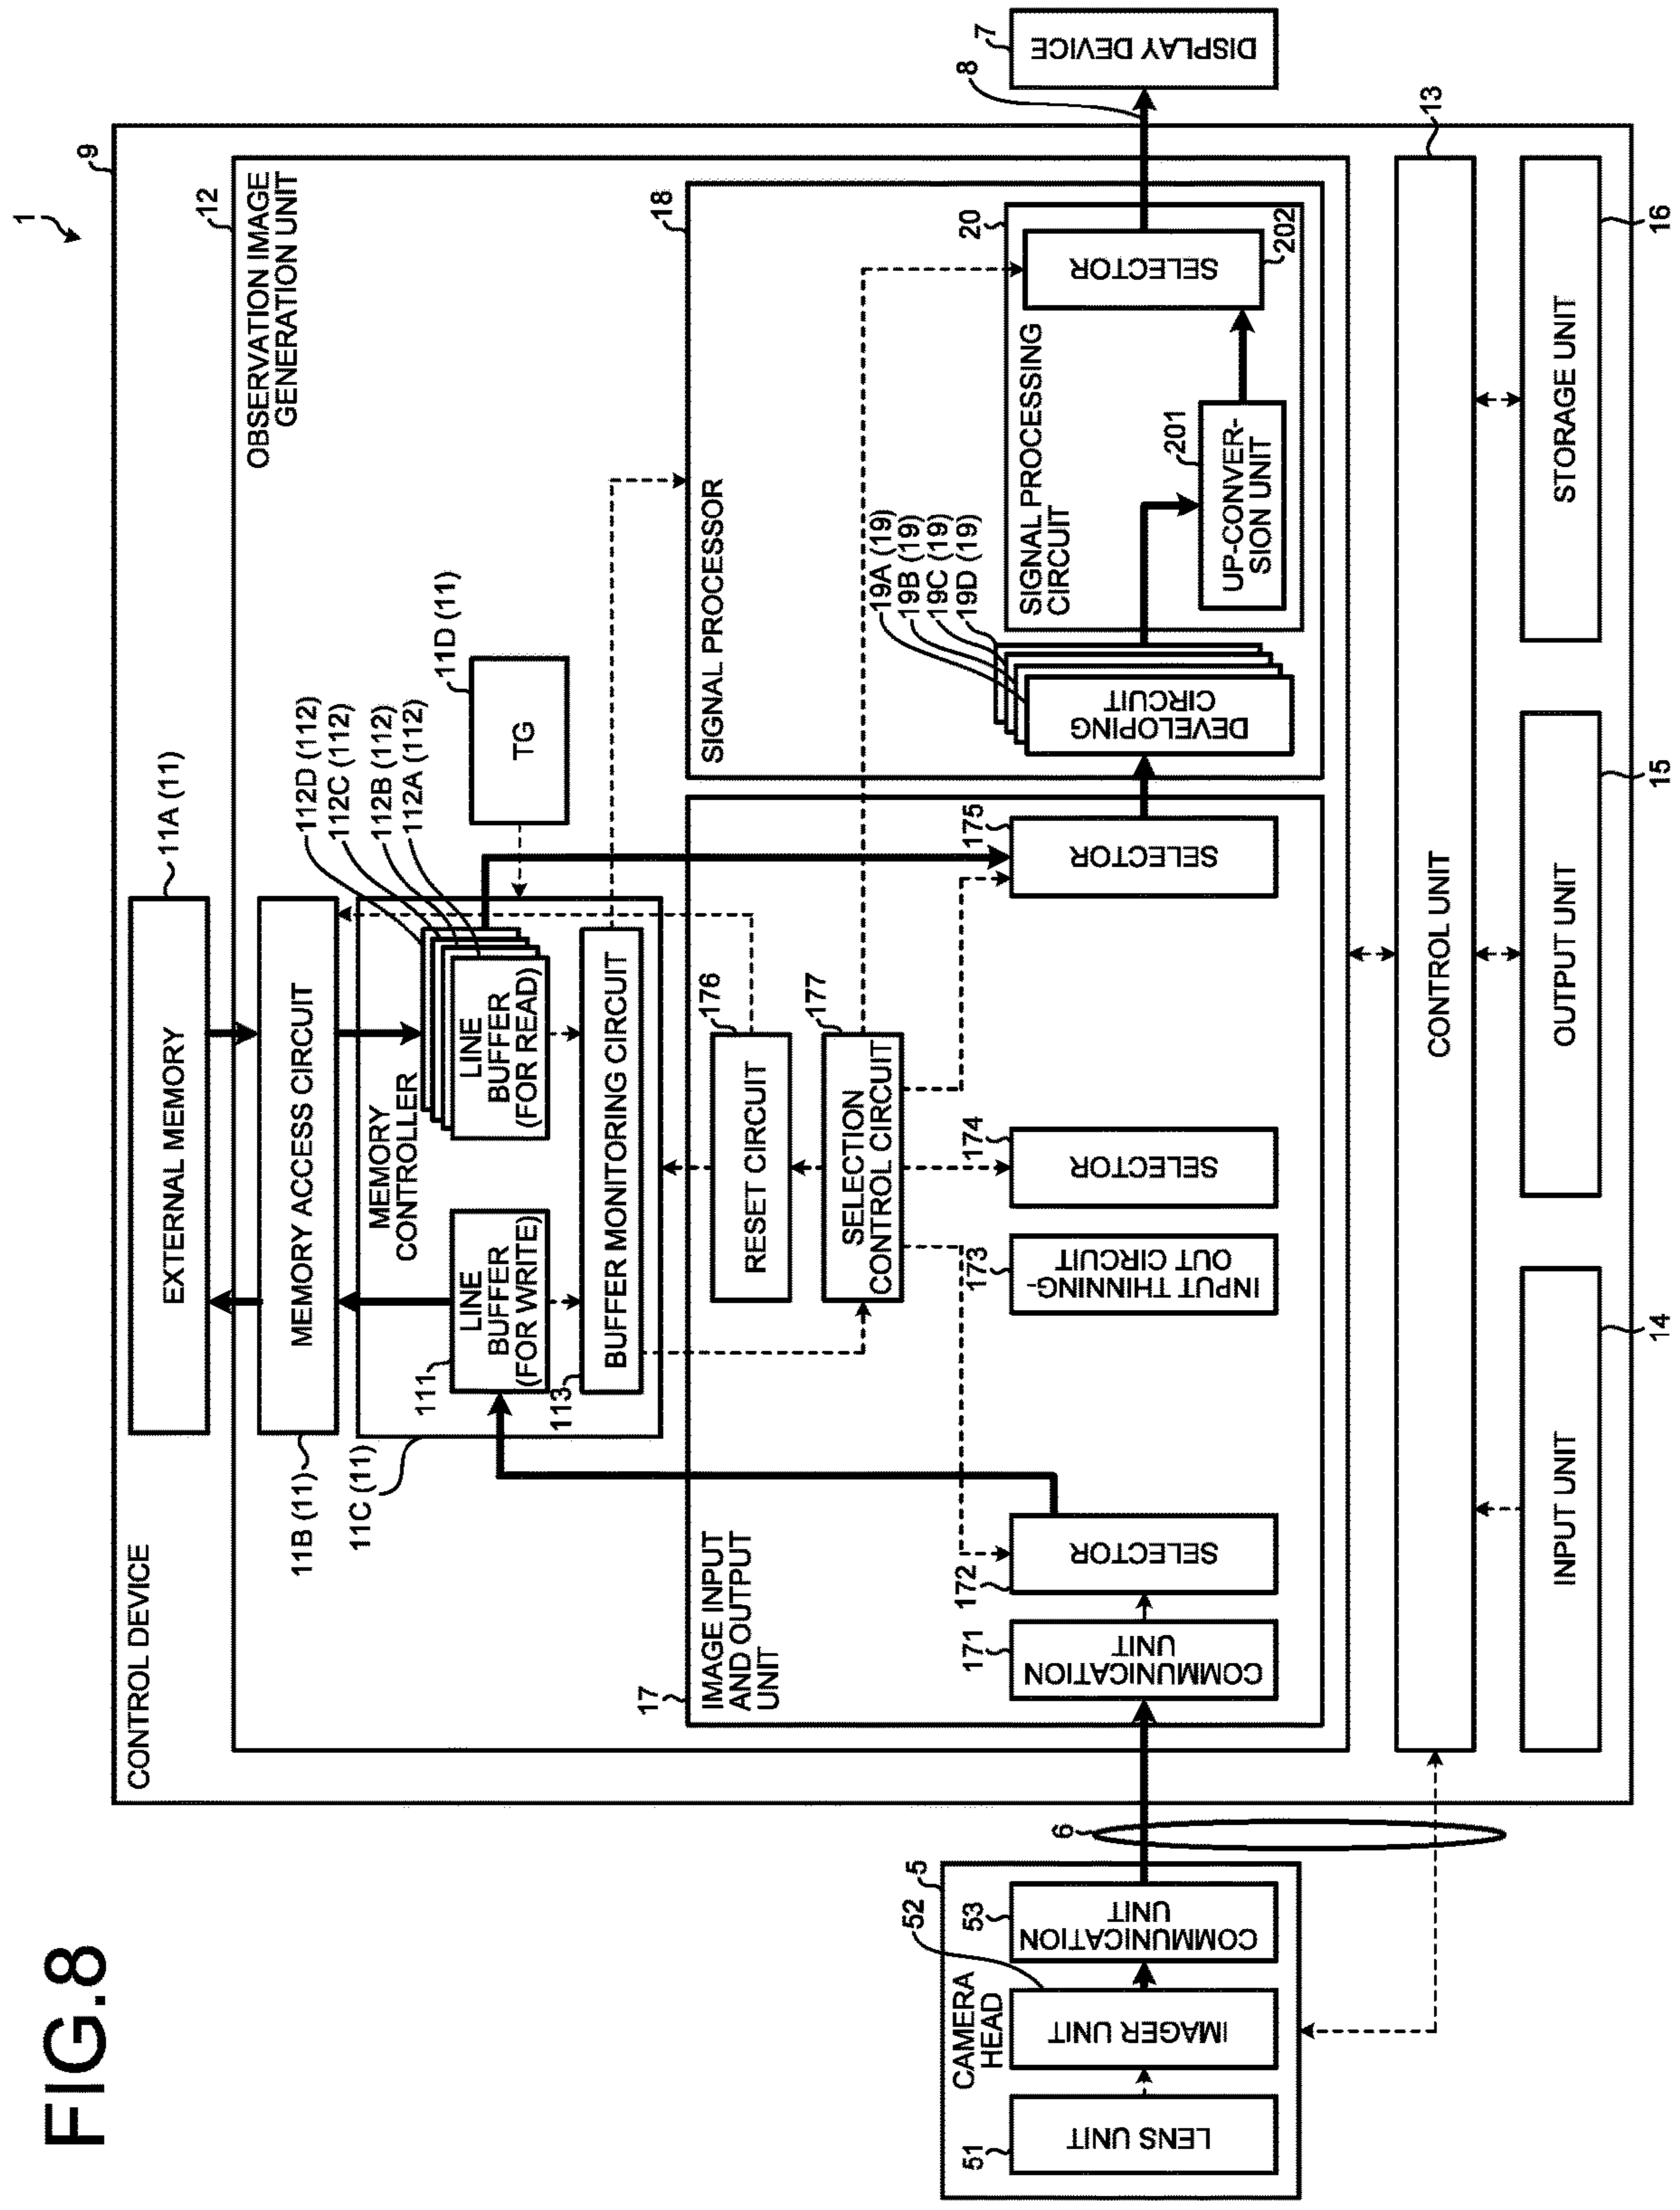 FIG.8
1
CONTROL DEVICE
9
EXTERNAL MEMORY
11A (11)
OBSERVATION IMAGE
GENERATION UNIT
12
MEMORY ACCESS CIRCUIT
11B (11)
11C (11)
MEMORY
CONTROLLER
LINE
BUFFER
(FOR WRITE)
111
LINE
BUFFER
(FOR READ)
112D (112)
112C (112)
112B (112)
112A (112)
BUFFER MONITORING CIRCUIT
113
TG
11D (11)
IMAGE INPUT
AND OUTPUT
UNIT
17
RESET CIRCUIT
176
SELECTION
CONTROL CIRCUIT
177
COMMUNICATION
UNIT
171
SELECTOR
172
INPUT THINNING-
OUT CIRCUIT
173
SELECTOR
174
SELECTOR
175
SIGNAL PROCESSOR
18
DEVELOPING
CIRCUIT
19A (19)
19B (19)
19C (19)
19D (19)
SIGNAL PROCESSING
CIRCUIT
20
UP-CONVER-
SION UNIT
201
SELECTOR
202
8
DISPLAY DEVICE
7
CAMERA
HEAD
5
LENS UNIT
51
IMAGER UNIT
52
COMMUNICATION
UNIT
53
6
CONTROL UNIT
13
INPUT UNIT
14
OUTPUT UNIT
15
STORAGE UNIT
16